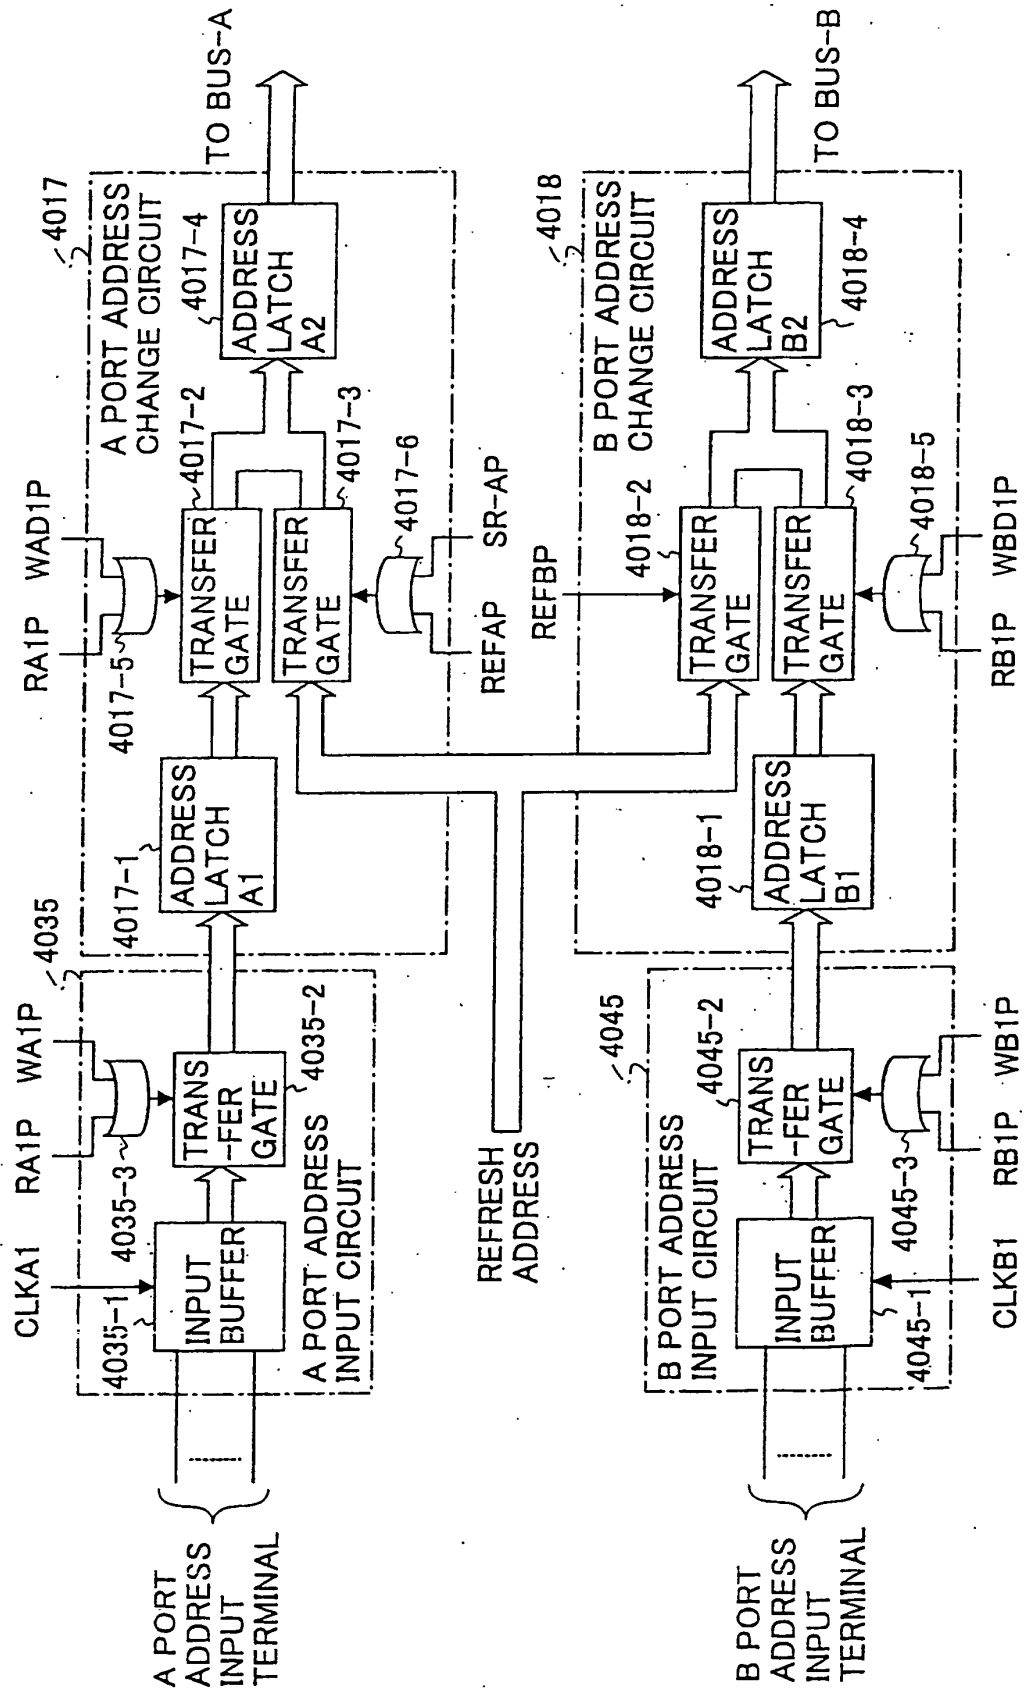 A PORT
ADDRESS
INPUT
TERMINAL
CLKA1
4035-1
INPUT
BUFFER
A PORT ADDRESS
INPUT CIRCUIT
RA1P
WA1P
4035
4035-3
TRANS
-FER
GATE
4035-2
4017-1
ADDRESS
LATCH
A1
RA1P
WAD1P
4017-5
TRANSFER
GATE
4017-2
TRANSFER
GATE
4017-3
4017-6
REFAP
SR-AP
A PORT ADDRESS
CHANGE CIRCUIT
4017
4017-4
ADDRESS
LATCH
A2
TO BUS-A
REFRESH
ADDRESS
B PORT
ADDRESS
INPUT
TERMINAL
B PORT ADDRESS
INPUT CIRCUIT
4045
INPUT
BUFFER
4045-1
CLKB1
TRANS
-FER
GATE
4045-2
4045-3
RB1P
WB1P
4018-1
ADDRESS
LATCH
B1
REFBP
4018-2
TRANSFER
GATE
TRANSFER
GATE
4018-3
4018-5
RB1P
WBD1P
B PORT ADDRESS
CHANGE CIRCUIT
4018
ADDRESS
LATCH
B2
4018-4
TO BUS-B